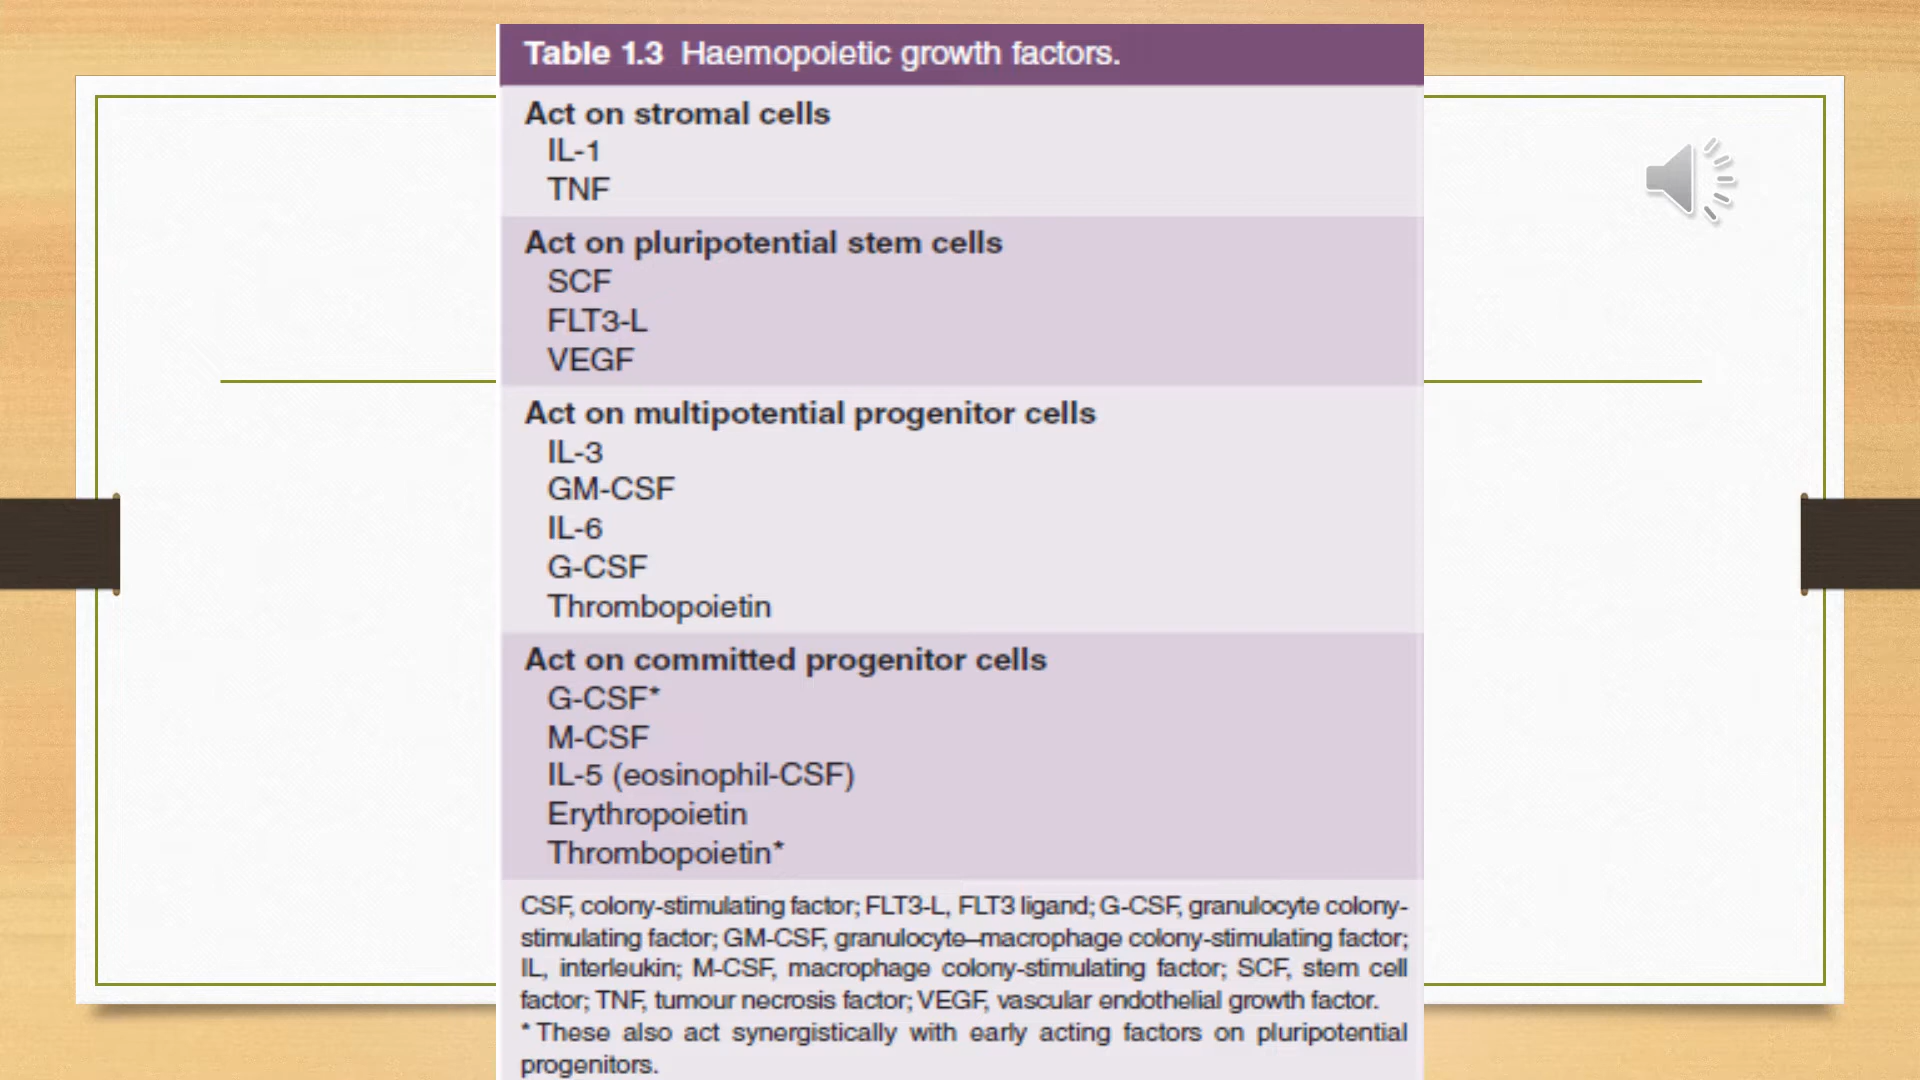 Table 1.3 Haemopoietic growth factors.
Act on stromal cells
IL-1
TNF
Act on pluripotential stem cells
SCF
FLT3-L
VEGF
Act on multipotential progenitor cells
IL-3
GM-CSF
IL-6
G-CSF
Thrombopoietin
Act on committed progenitor cells
G-CSF*
M-CSF
IL-5 (eosinophil-CSF)
Erythropoietin
Thrombopoietin*
CSF, colony-stimulating factor; FLT3-L, FLT3 ligand; G-CSF, granulocyte colony-
stimulating factor; GM-CSF, granulocyte–macrophage colony-stimulating factor;
IL, interleukin; M-CSF, macrophage colony-stimulating factor; SCF, stem cell
factor; TNF, tumour necrosis factor; VEGF, vascular endothelial growth factor.
* These also act synergistically with early acting factors on pluripotential
progenitors.